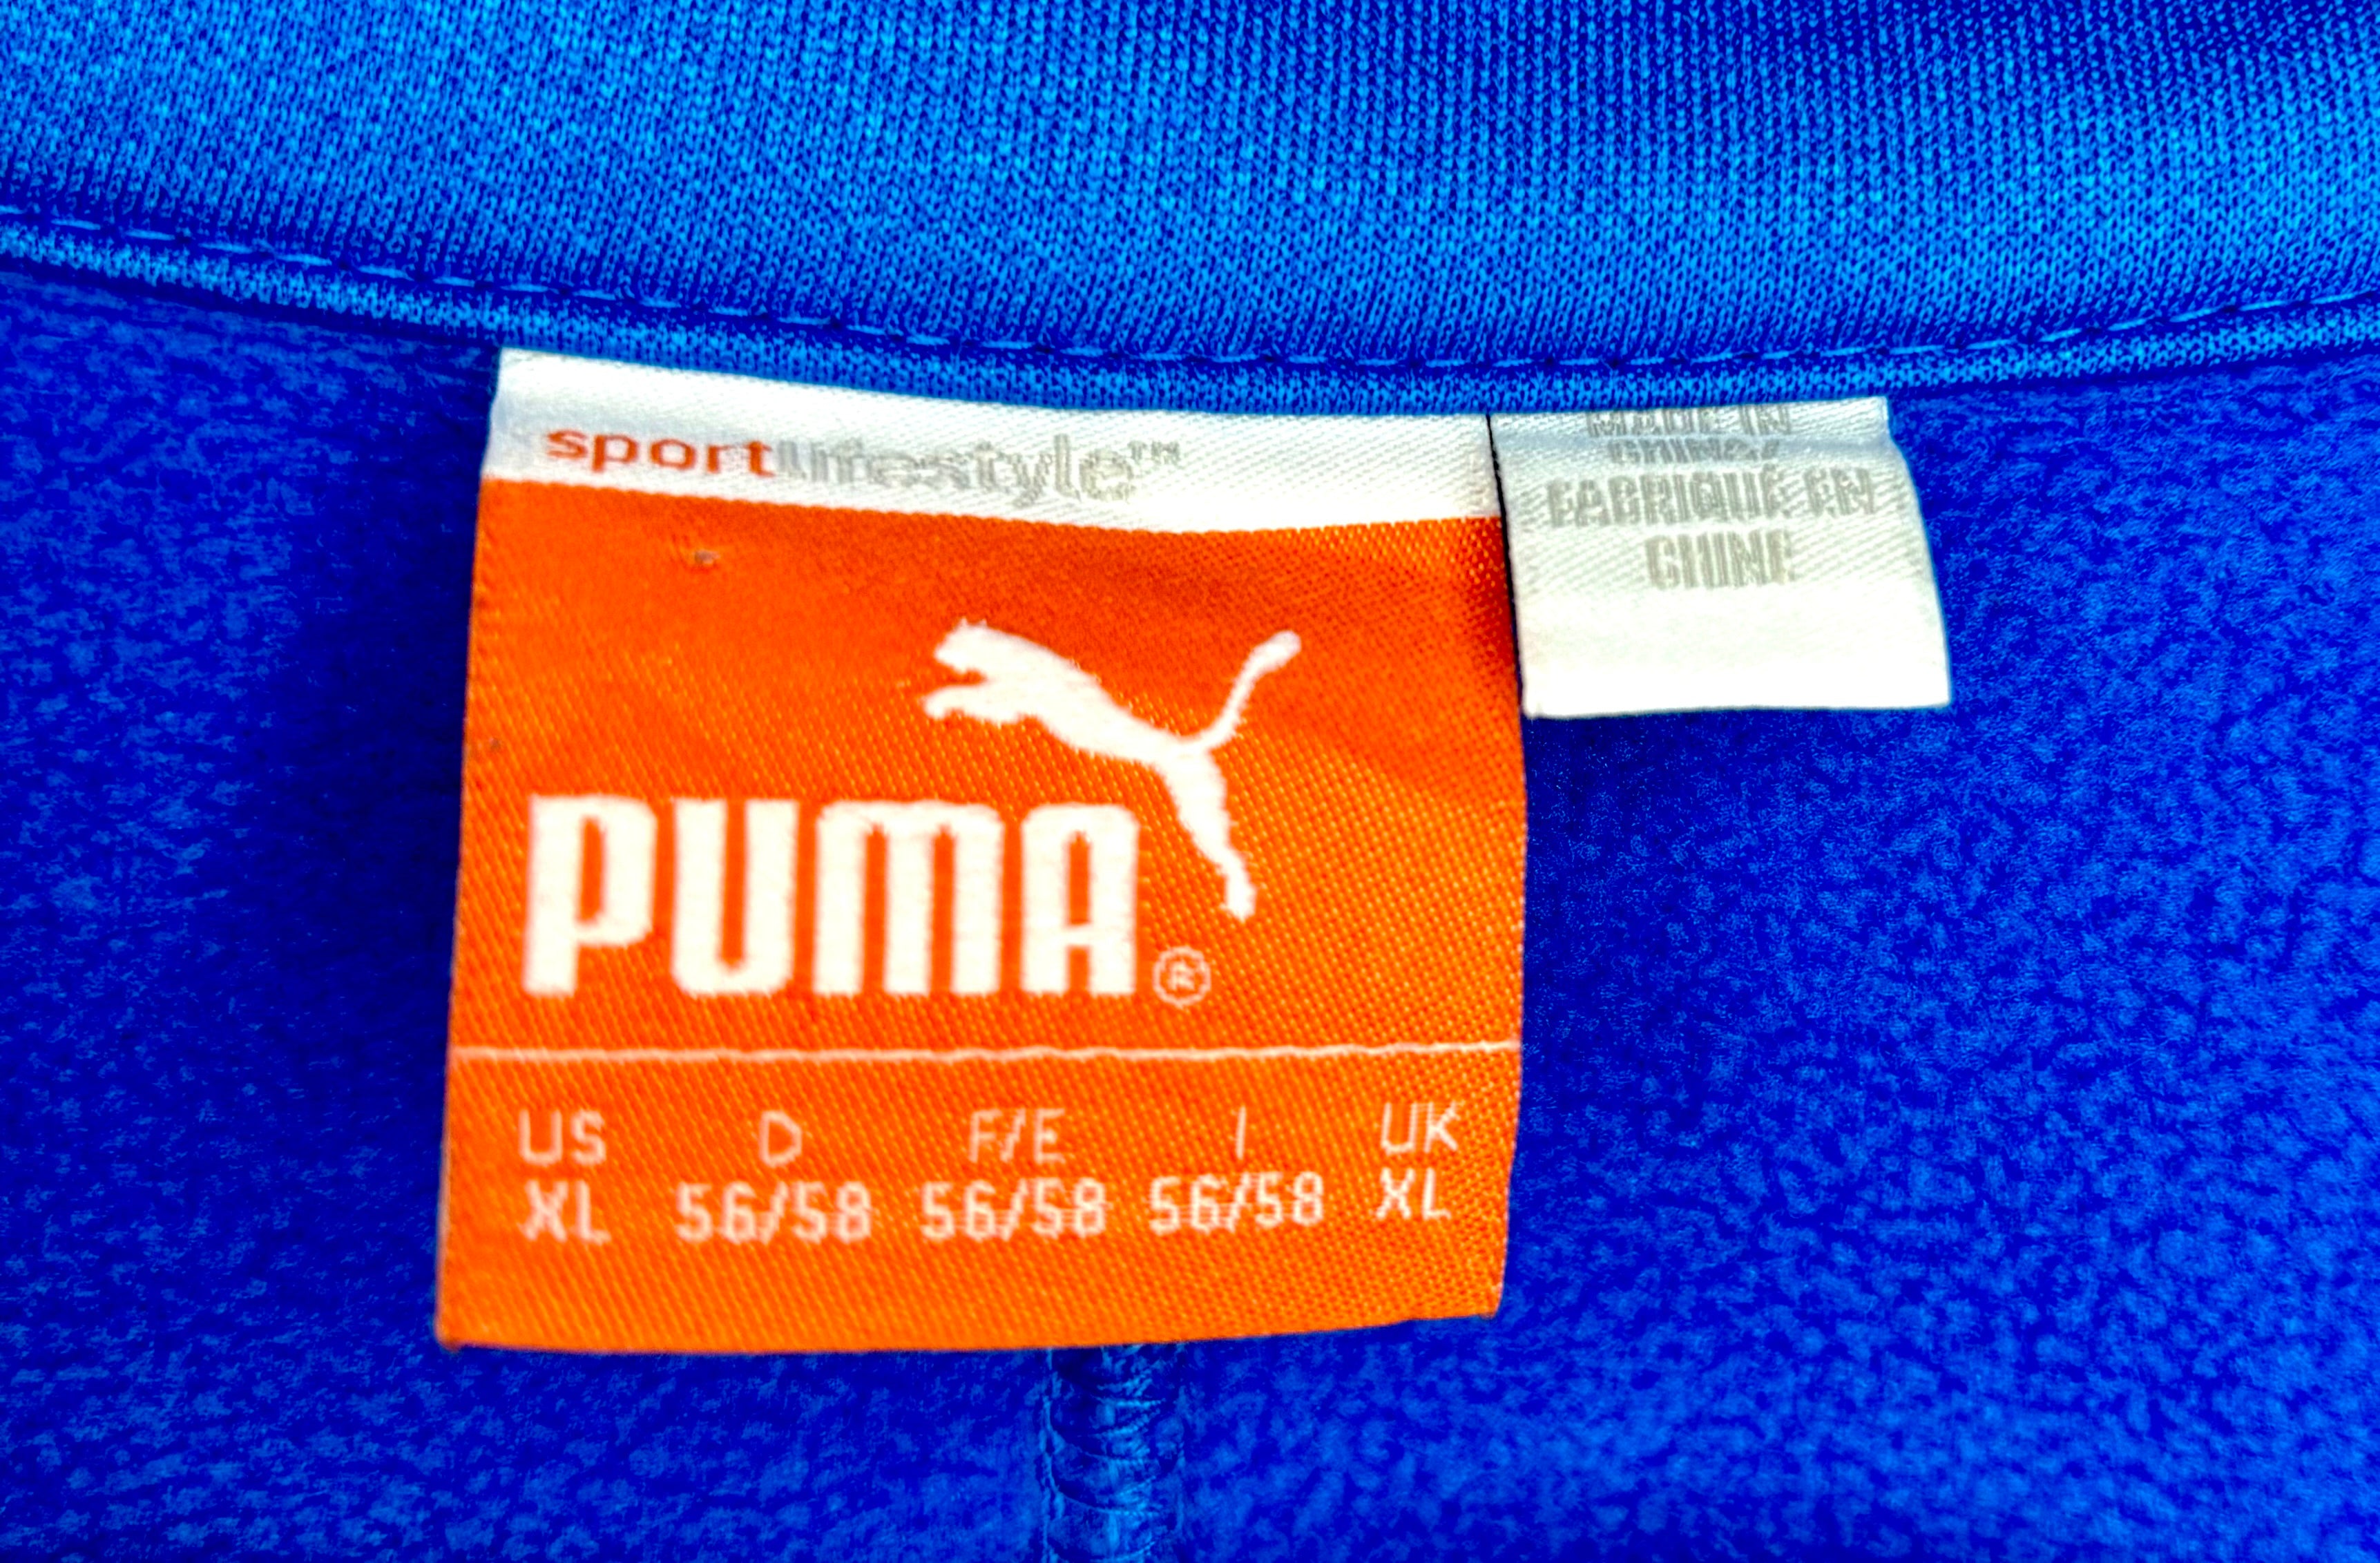 sportlifestyle™
PUMA®
US D F/E I UK
XL 56/58 56/58 56/58 XL
MADE IN
CHINA/
FABRIQUÉ EN
CHINE